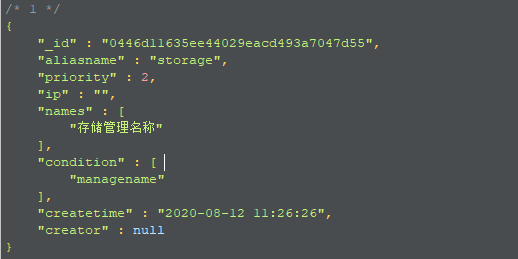 /* 1 */
{
    "_id" : "0446d11635ee44029eacd493a7047d55",
    "aliasname" : "storage",
    "priority" : 2,
    "ip" : "",
    "names" : [
        "存储管理名称"
    ],
    "condition" : [
        "managename"
    ],
    "createtime" : "2020-08-12 11:26:26",
    "creator" : null
}